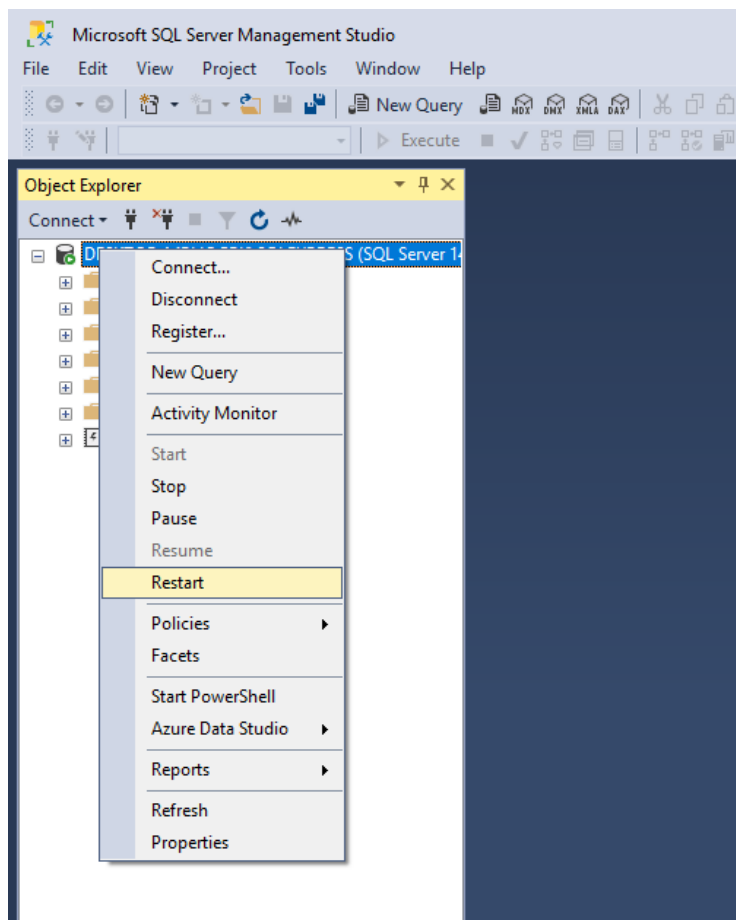 Microsoft SQL Server Management Studio
File Edit View Project Tools Window Help
New Query MDX DMX XMLA DAX
Execute
Object Explorer
Connect
(SQL Server 14
Connect...
Disconnect
Register...
New Query
Activity Monitor
Start
Stop
Pause
Resume
Restart
Policies
Facets
Start PowerShell
Azure Data Studio
Reports
Refresh
Properties